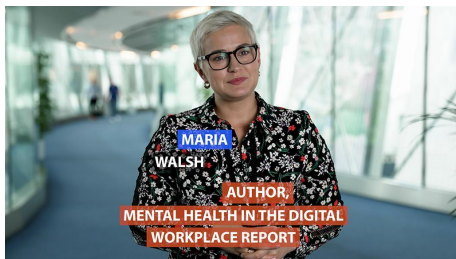 MARIA
WALSH
AUTHOR,
MENTAL HEALTH IN THE DIGITAL
WORKPLACE REPORT